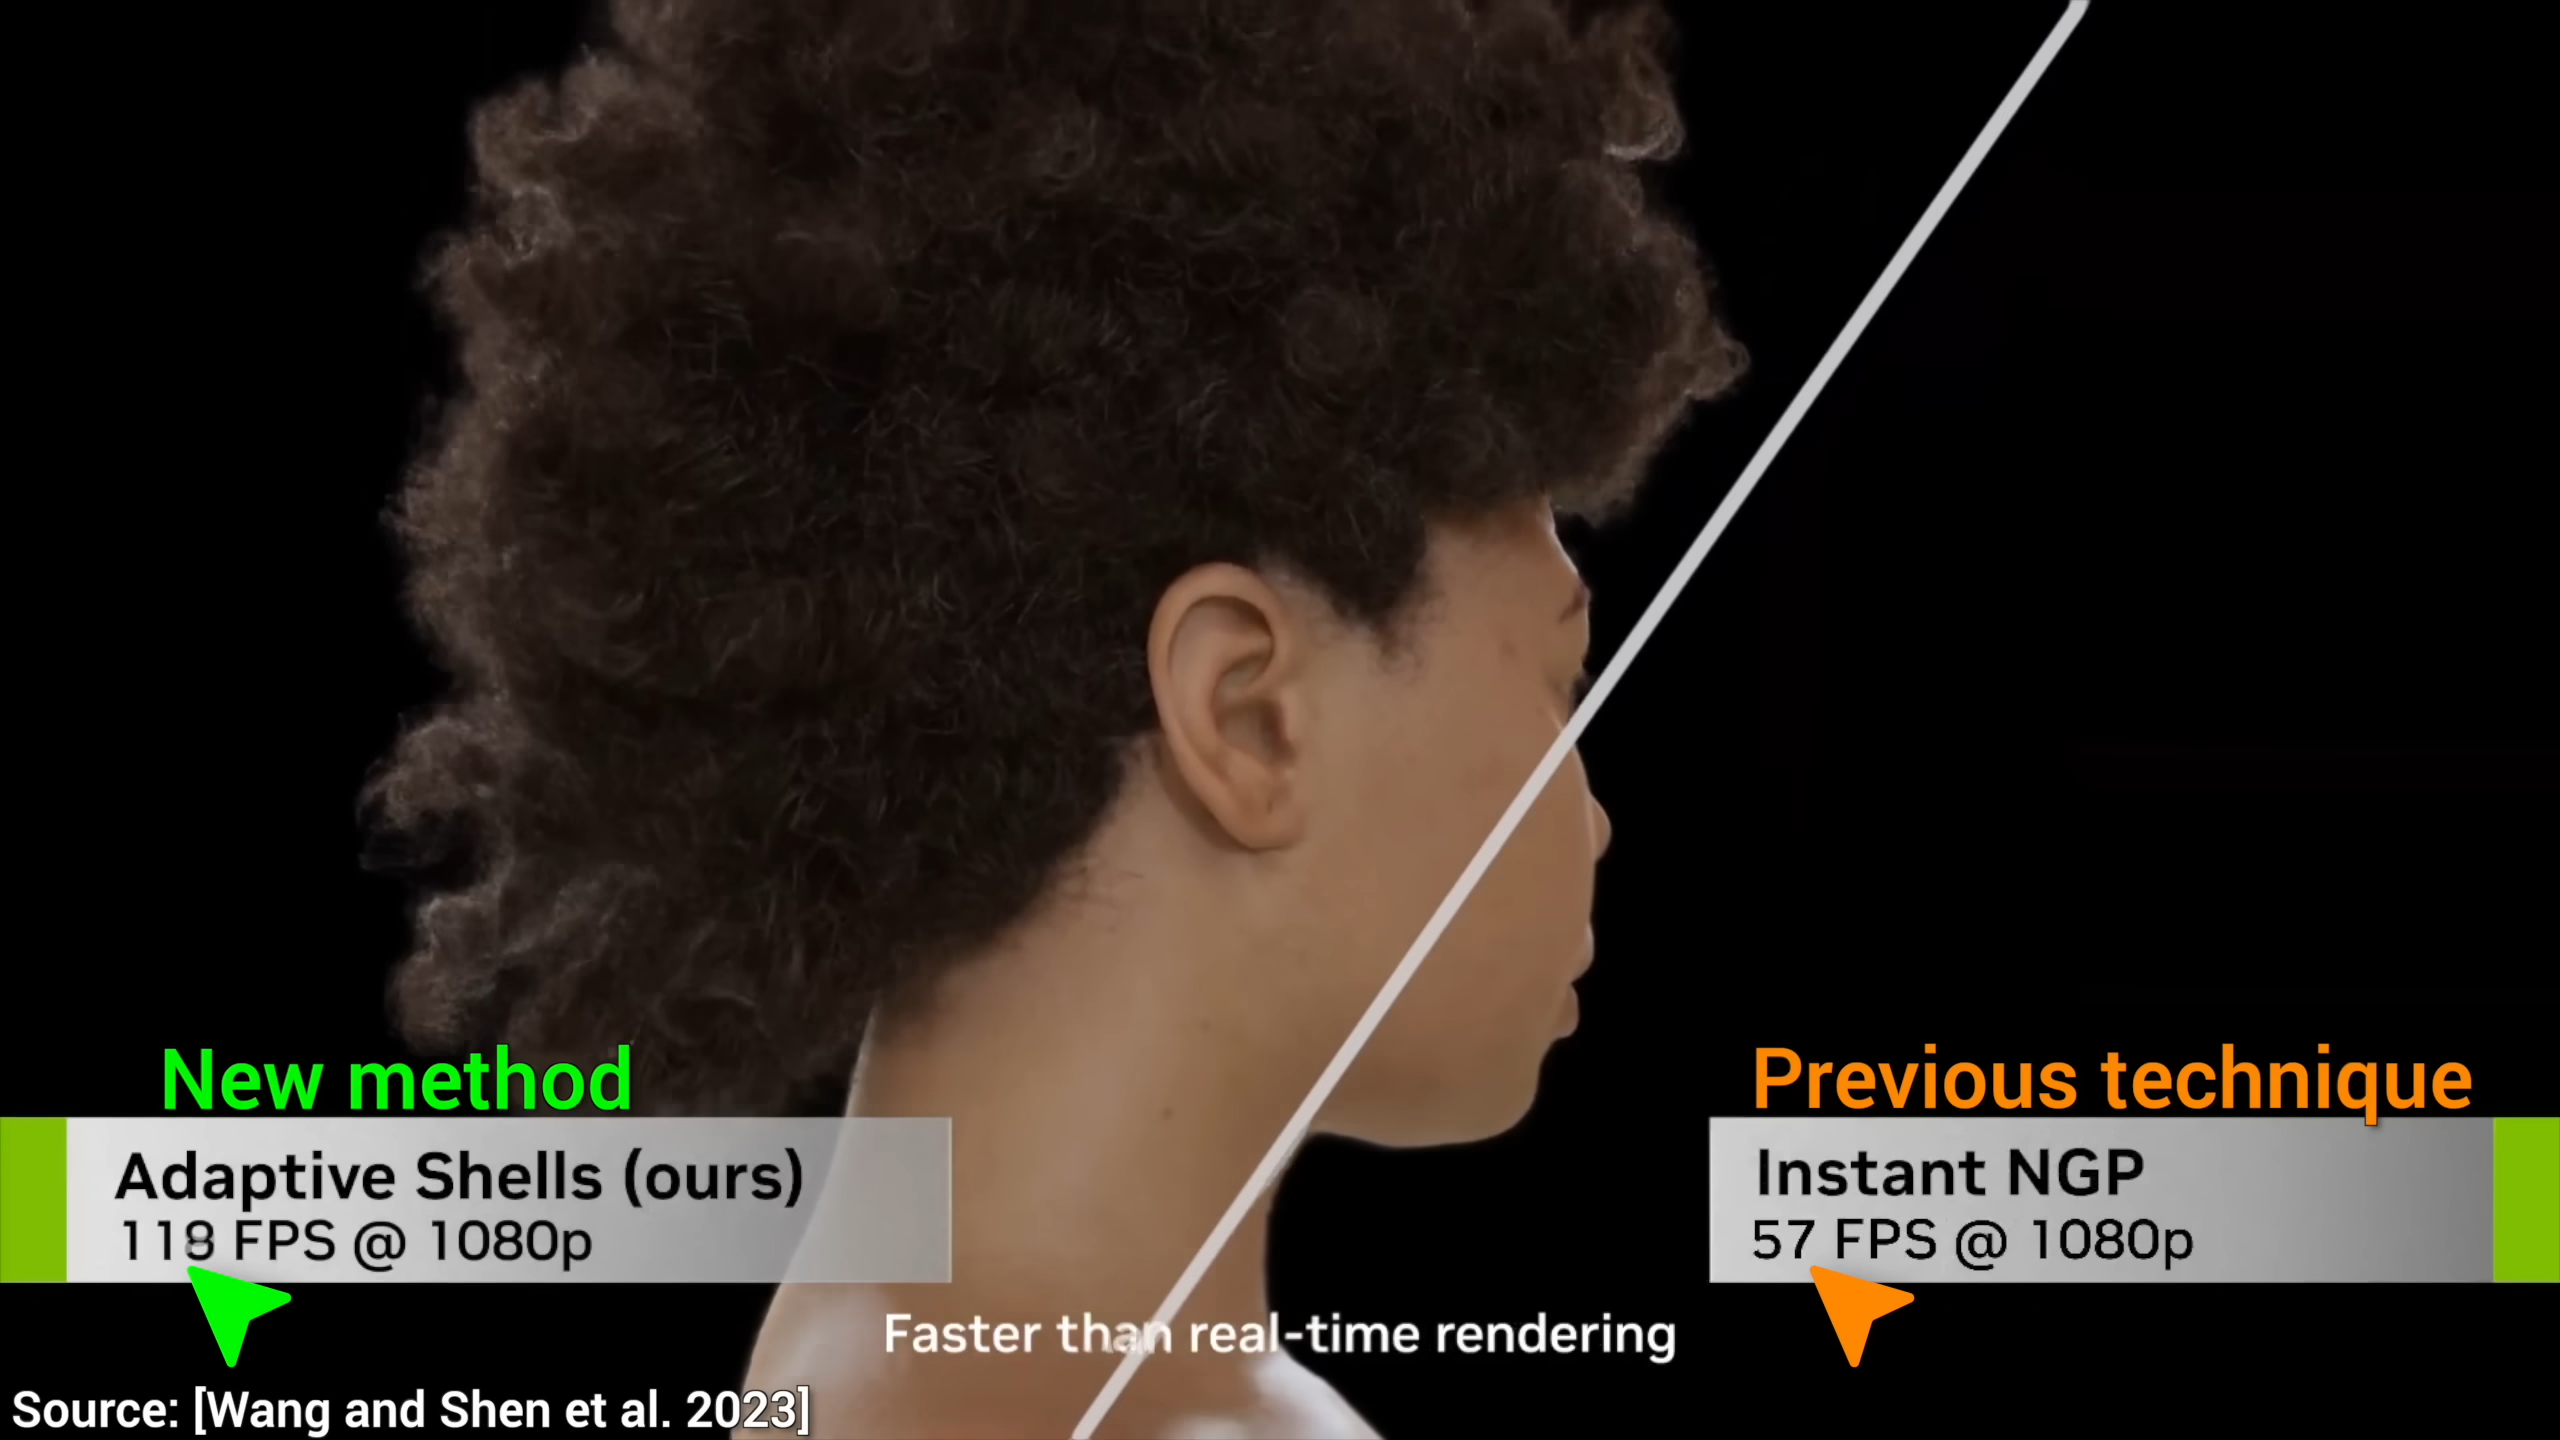 New method
Adaptive Shells (ours)
118 FPS @ 1080p
Previous technique
Instant NGP
57 FPS @ 1080p
Faster than real-time rendering
Source: [Wang and Shen et al. 2023]